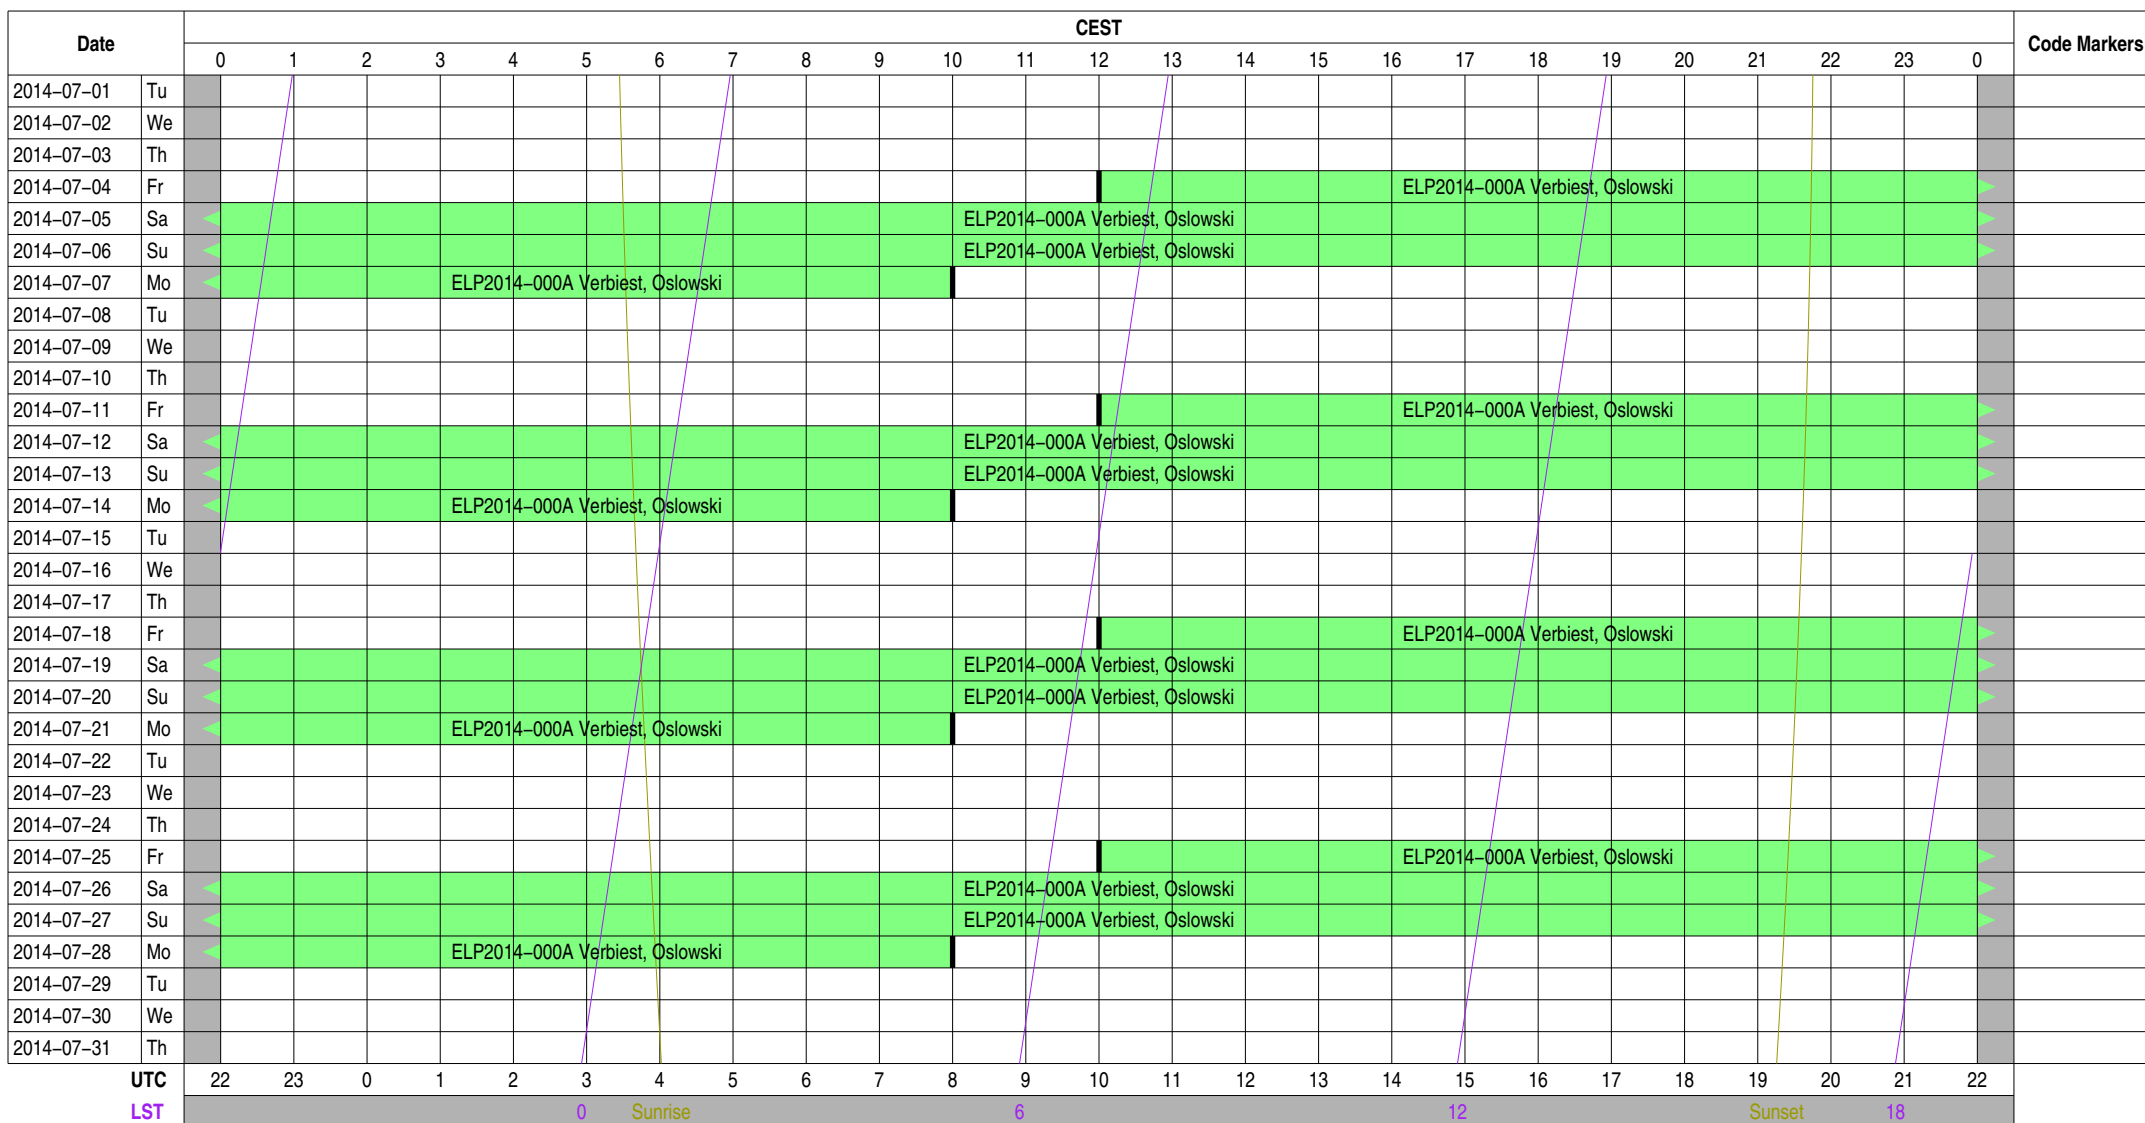 CEST
Date
Code Markers
0 1 2 3 4 5 6 7 8 9 10 11 12 13 14 15 16 17 18 19 20 21 22 23 0
2014−07−01 Tu
2014−07−02 We
2014−07−03 Th
2014−07−04 Fr ELP2014−000A Verbiest, Oslowski
2014−07−05 Sa ELP2014−000A Verbiest, Oslowski
2014−07−06 Su ELP2014−000A Verbiest, Oslowski
2014−07−07 Mo ELP2014−000A Verbiest, Oslowski
2014−07−08 Tu
2014−07−09 We
2014−07−10 Th
2014−07−11 Fr ELP2014−000A Verbiest, Oslowski
2014−07−12 Sa ELP2014−000A Verbiest, Oslowski
2014−07−13 Su ELP2014−000A Verbiest, Oslowski
2014−07−14 Mo ELP2014−000A Verbiest, Oslowski
2014−07−15 Tu
2014−07−16 We
2014−07−17 Th
2014−07−18 Fr ELP2014−000A Verbiest, Oslowski
2014−07−19 Sa ELP2014−000A Verbiest, Oslowski
2014−07−20 Su ELP2014−000A Verbiest, Oslowski
2014−07−21 Mo ELP2014−000A Verbiest, Oslowski
2014−07−22 Tu
2014−07−23 We
2014−07−24 Th
2014−07−25 Fr ELP2014−000A Verbiest, Oslowski
2014−07−26 Sa ELP2014−000A Verbiest, Oslowski
2014−07−27 Su ELP2014−000A Verbiest, Oslowski
2014−07−28 Mo ELP2014−000A Verbiest, Oslowski
2014−07−29 Tu
2014−07−30 We
2014−07−31 Th
UTC 22 23 0 1 2 3 4 5 6 7 8 9 10 11 12 13 14 15 16 17 18 19 20 21 22
LST 0 Sunrise 6 12 Sunset 18